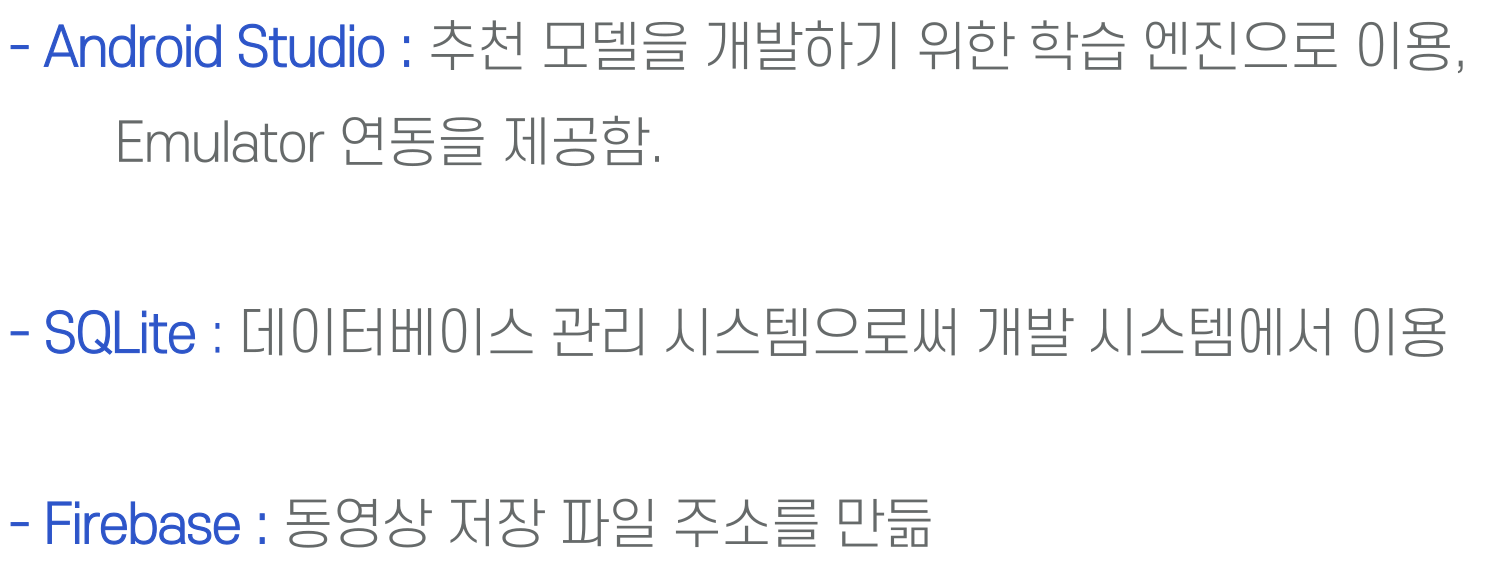 - Android Studio : 추천 모델을 개발하기 위한 학습 엔진으로 이용,
Emulator 연동을 제공함.
- SQLite : 데이터베이스 관리 시스템으로써 개발 시스템에서 이용
- Firebase : 동영상 저장 파일 주소를 만듦